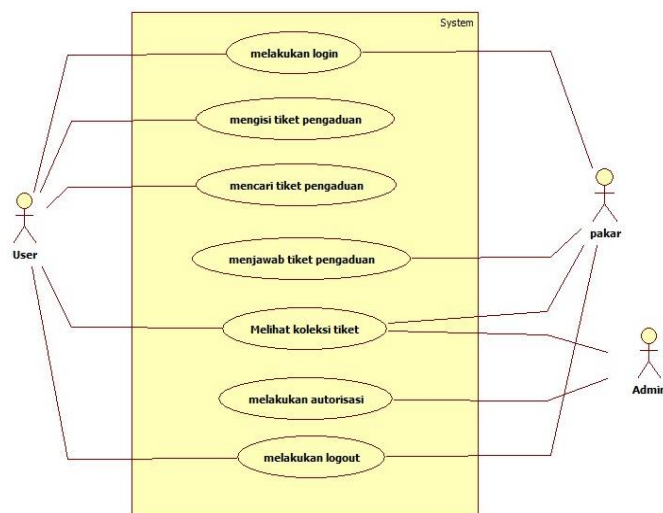 System
melakukan login
mengisi tiket pengaduan
mencari tiket pengaduan
User
pakar
menjawab tiket pengaduan
Melihat koleksi tiket
Admin
melakukan autorisasi
melakukan logout